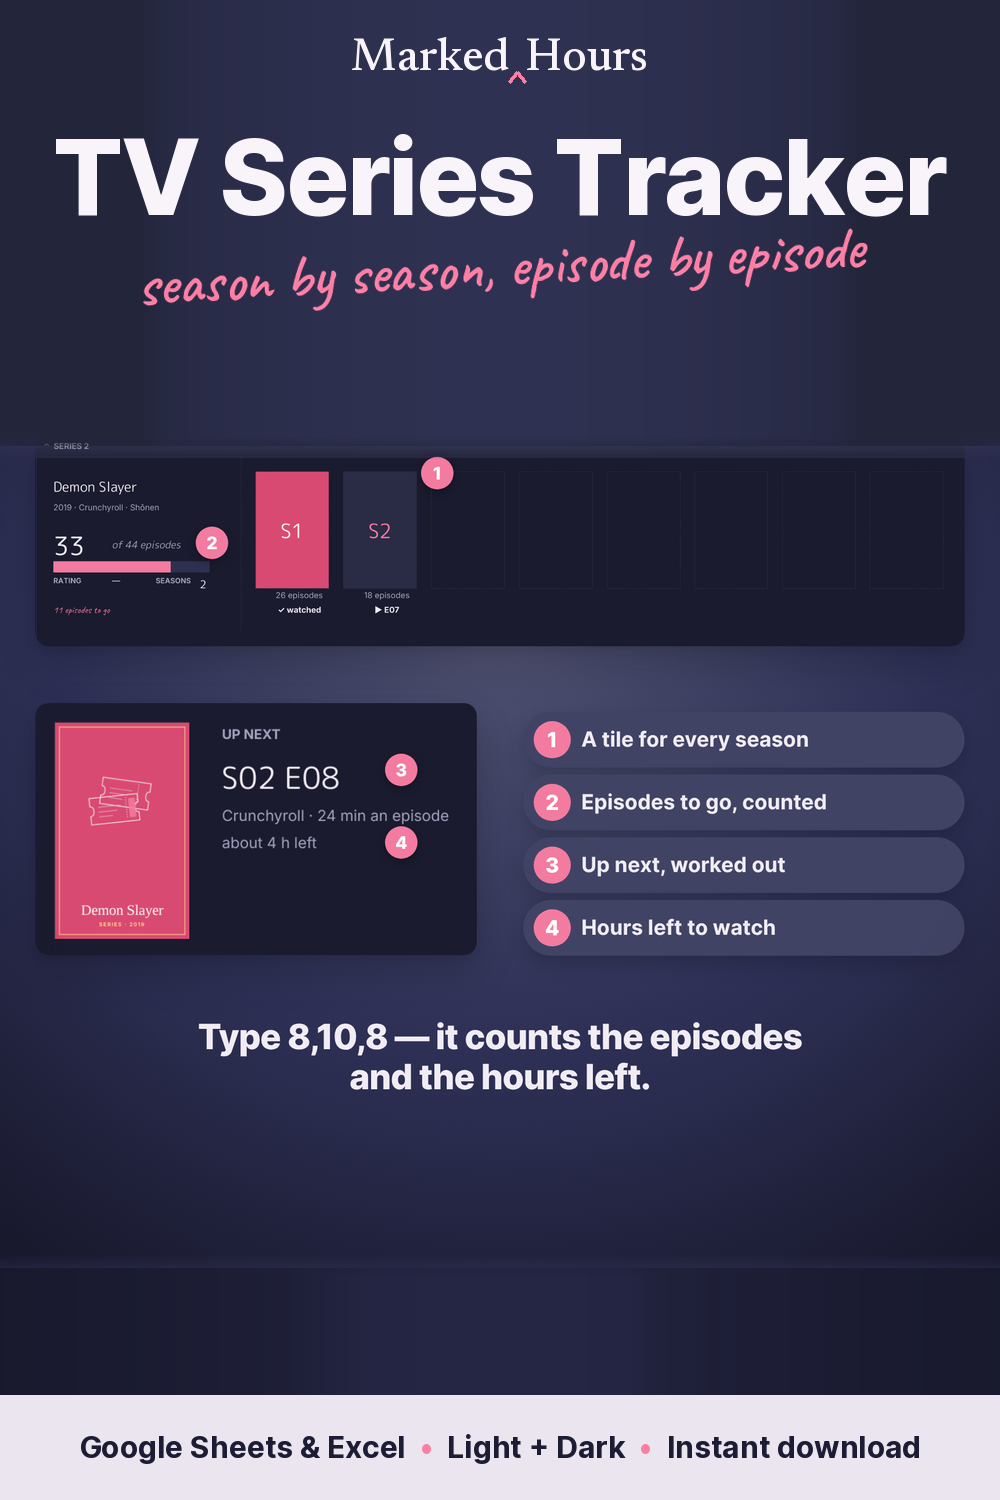 Marked‸Hours
TV Series Tracker
season by season, episode by episode
^ SERIES 2
Demon Slayer
2019 · Crunchyroll · Shōnen
33 of 44 episodes 2
RATING — SEASONS 2
11 episodes to go
S1
26 episodes
✓ watched
S2
18 episodes
▶ E07
1
Demon Slayer
SERIES · 2019
UP NEXT
S02 E08 3
Crunchyroll · 24 min an episode
about 4 h left 4
1 A tile for every season
2 Episodes to go, counted
3 Up next, worked out
4 Hours left to watch
Type 8,10,8 — it counts the episodes
and the hours left.
Google Sheets & Excel • Light + Dark • Instant download